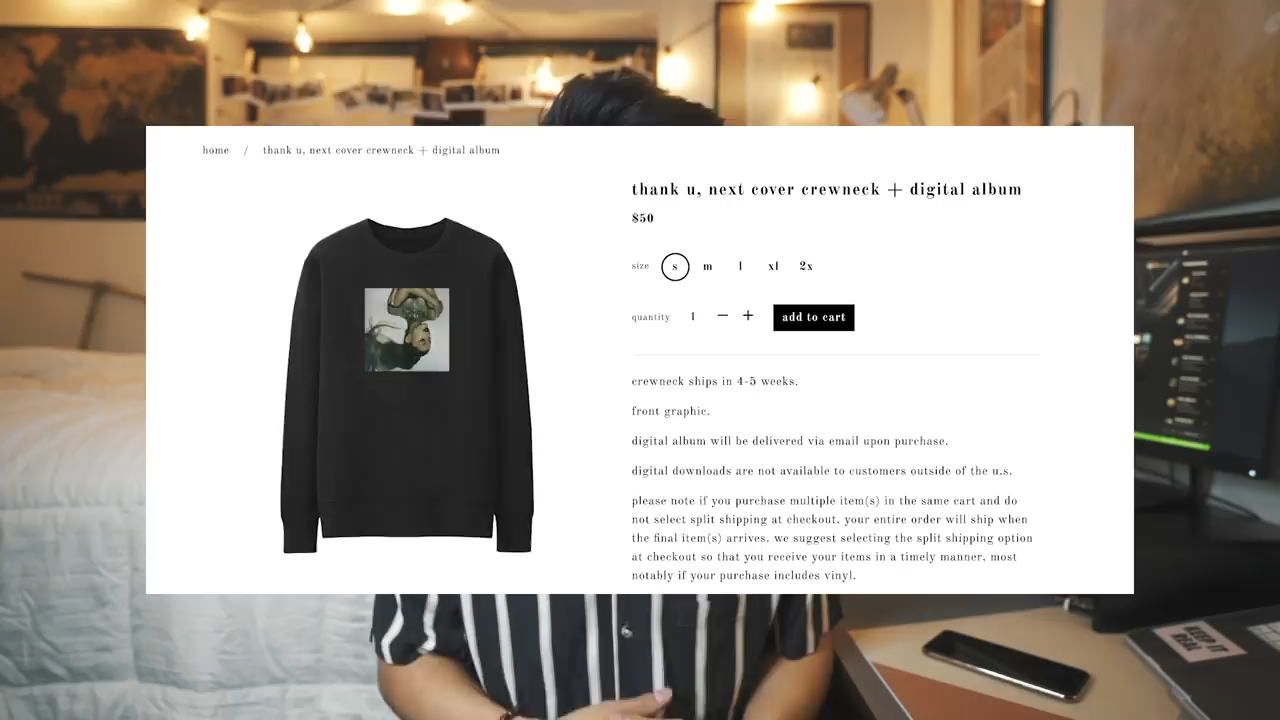 home / thank u, next cover crewneck + digital album
thank u, next cover crewneck + digital album
$50
size s m l xl 2x
quantity 1 − + add to cart
crewneck ships in 4-5 weeks.
front graphic.
digital album will be delivered via email upon purchase.
digital downloads are not available to customers outside of the u.s.
please note if you purchase multiple item(s) in the same cart and do
not select split shipping at checkout, your entire order will ship when
the final item(s) arrives. we suggest selecting the split shipping option
at checkout so that you receive your items in a timely manner, most
notably if your purchase includes vinyl.
KEEP IT
REAL